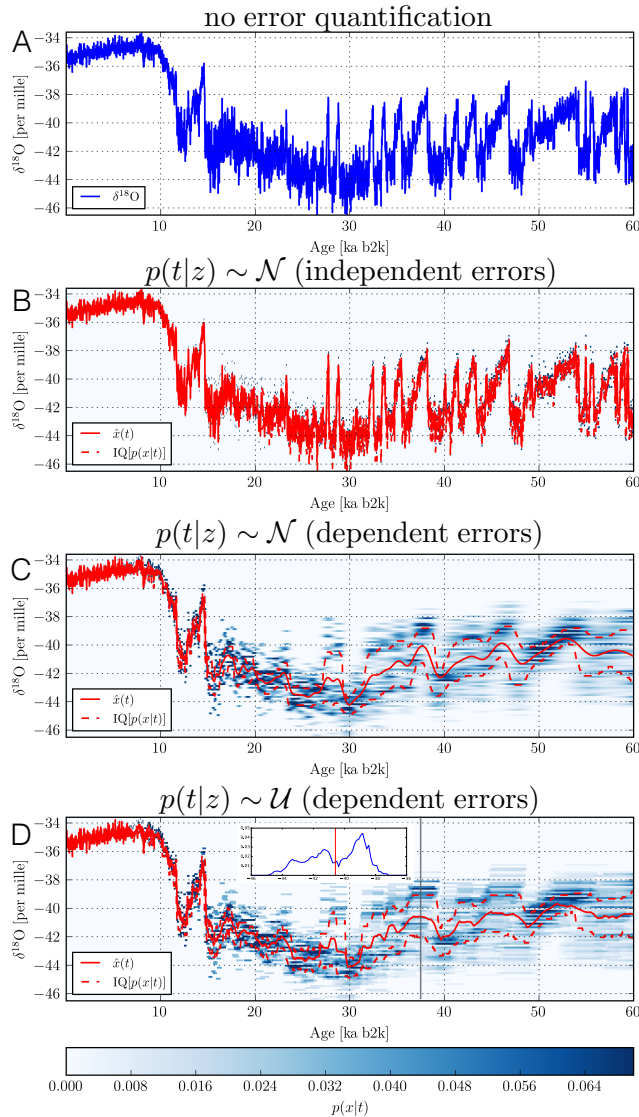 no error quantification
A
−34
−36
−38
−40
−42
−44
−46
δ¹⁸O [per mille]
δ¹⁸O
10 20 30 40 50 60
Age [ka b2k]
p(t|z) ∼ 𝒩 (independent errors)
B
−34
−36
−38
−40
−42
−44
−46
δ¹⁸O [per mille]
x̂(t)
IQ[p(x|t)]
10 20 30 40 50 60
Age [ka b2k]
p(t|z) ∼ 𝒩 (dependent errors)
C
−34
−36
−38
−40
−42
−44
−46
δ¹⁸O [per mille]
x̂(t)
IQ[p(x|t)]
10 20 30 40 50 60
Age [ka b2k]
p(t|z) ∼ 𝒰 (dependent errors)
D
−34
−36
−38
−40
−42
−44
−46
δ¹⁸O [per mille]
x̂(t)
IQ[p(x|t)]
10 20 30 40 50 60
Age [ka b2k]
0.000 0.008 0.016 0.024 0.032 0.040 0.048 0.056 0.064
p(x|t)